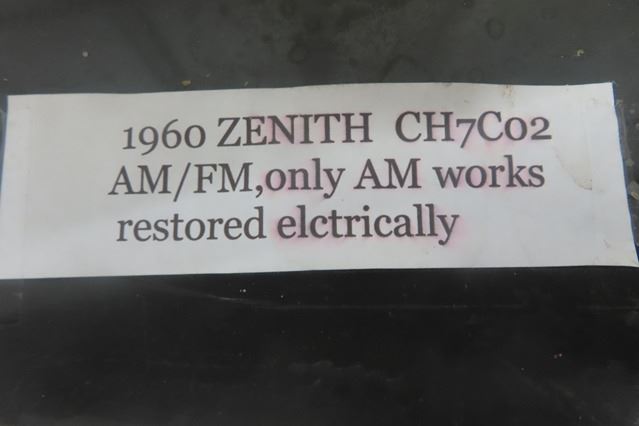 1960 ZENITH CH7C02
AM/FM,only AM works
restored elctrically